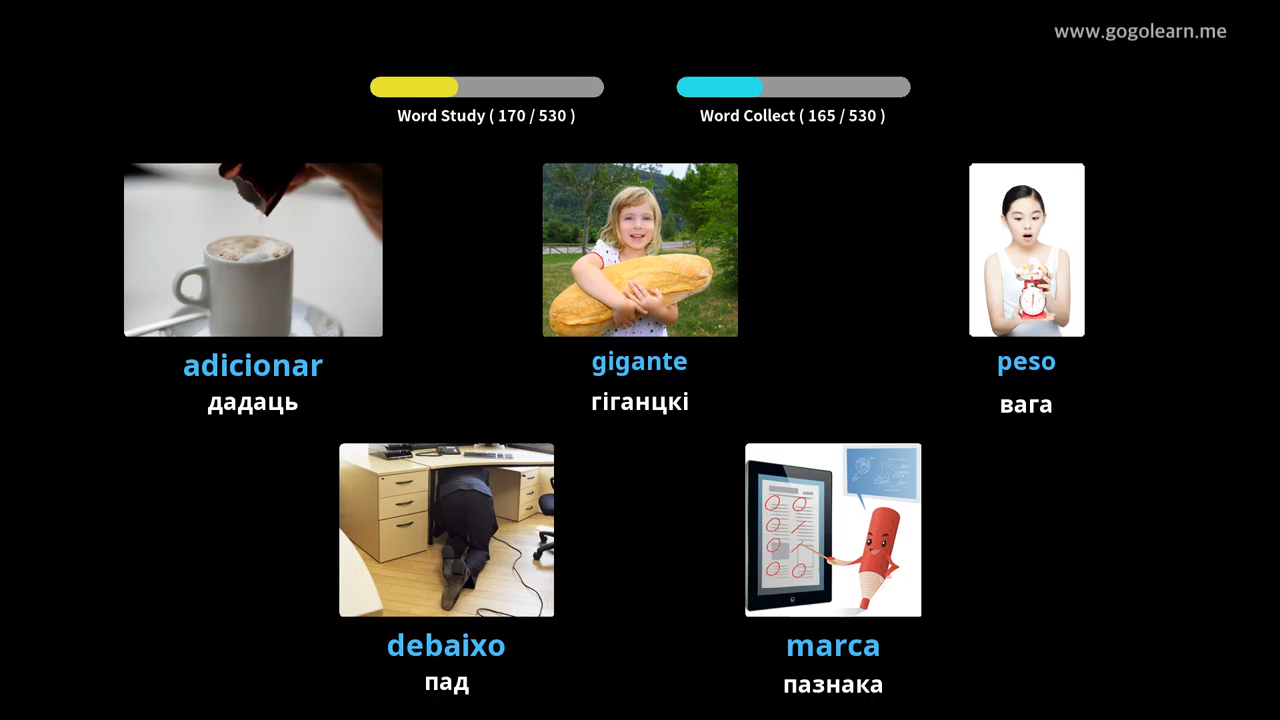 www.gogolearn.me
Word Study ( 170 / 530 )
Word Collect ( 165 / 530 )
adicionar
дадаць
gigante
гіганцкі
peso
вага
debaixo
пад
marca
пазнака